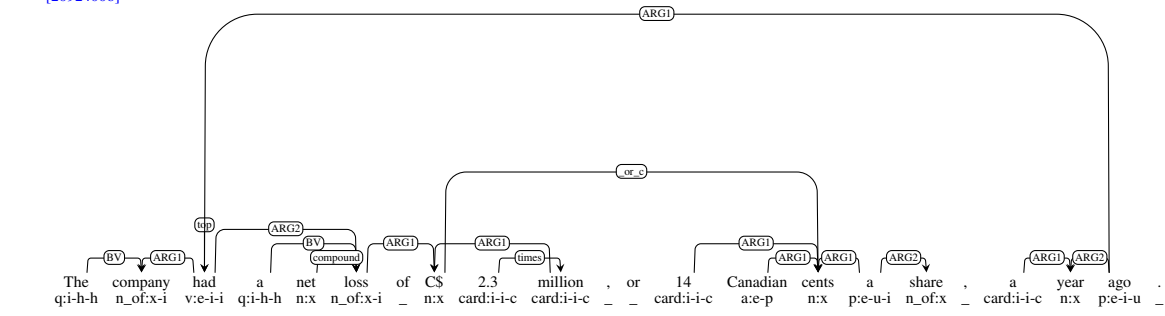 ARG1
_or_c
top
ARG2
BV
ARG1 ARG1 ARG1
BV ARG1 compound times ARG1 ARG1 ARG2 ARG1 ARG2
The company had a net loss of C$ 2.3 million , or 14 Canadian cents a share , a year ago .
q:i-h-h n_of:x-i v:e-i-i q:i-h-h n:x n_of:x-i _ n:x card:i-i-c card:i-i-c _ _ card:i-i-c a:e-p n:x p:e-u-i n_of:x _ card:i-i-c n:x p:e-i-u _